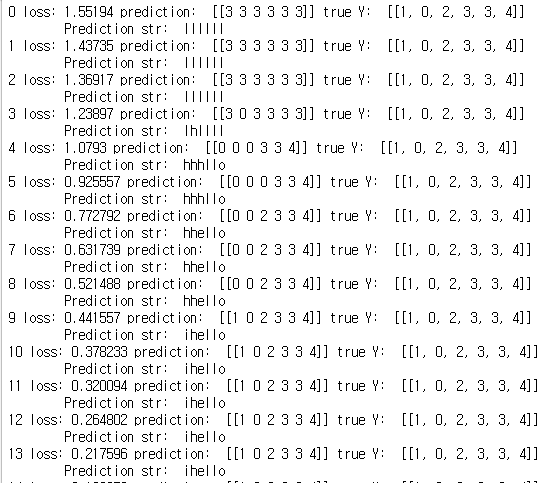 0 loss: 1.55194 prediction: [[3 3 3 3 3 3]] true Y: [[1, 0, 2, 3, 3, 4]]
Prediction str: llllll
1 loss: 1.43735 prediction: [[3 3 3 3 3 3]] true Y: [[1, 0, 2, 3, 3, 4]]
Prediction str: llllll
2 loss: 1.36917 prediction: [[3 3 3 3 3 3]] true Y: [[1, 0, 2, 3, 3, 4]]
Prediction str: llllll
3 loss: 1.23897 prediction: [[3 0 3 3 3 3]] true Y: [[1, 0, 2, 3, 3, 4]]
Prediction str: lhllll
4 loss: 1.0793 prediction: [[0 0 0 3 3 4]] true Y: [[1, 0, 2, 3, 3, 4]]
Prediction str: hhhllo
5 loss: 0.925557 prediction: [[0 0 0 3 3 4]] true Y: [[1, 0, 2, 3, 3, 4]]
Prediction str: hhhllo
6 loss: 0.772792 prediction: [[0 0 2 3 3 4]] true Y: [[1, 0, 2, 3, 3, 4]]
Prediction str: hhello
7 loss: 0.631739 prediction: [[0 0 2 3 3 4]] true Y: [[1, 0, 2, 3, 3, 4]]
Prediction str: hhello
8 loss: 0.521488 prediction: [[0 0 2 3 3 4]] true Y: [[1, 0, 2, 3, 3, 4]]
Prediction str: hhello
9 loss: 0.441557 prediction: [[1 0 2 3 3 4]] true Y: [[1, 0, 2, 3, 3, 4]]
Prediction str: ihello
10 loss: 0.378233 prediction: [[1 0 2 3 3 4]] true Y: [[1, 0, 2, 3, 3, 4]]
Prediction str: ihello
11 loss: 0.320094 prediction: [[1 0 2 3 3 4]] true Y: [[1, 0, 2, 3, 3, 4]]
Prediction str: ihello
12 loss: 0.264802 prediction: [[1 0 2 3 3 4]] true Y: [[1, 0, 2, 3, 3, 4]]
Prediction str: ihello
13 loss: 0.217596 prediction: [[1 0 2 3 3 4]] true Y: [[1, 0, 2, 3, 3, 4]]
Prediction str: ihello